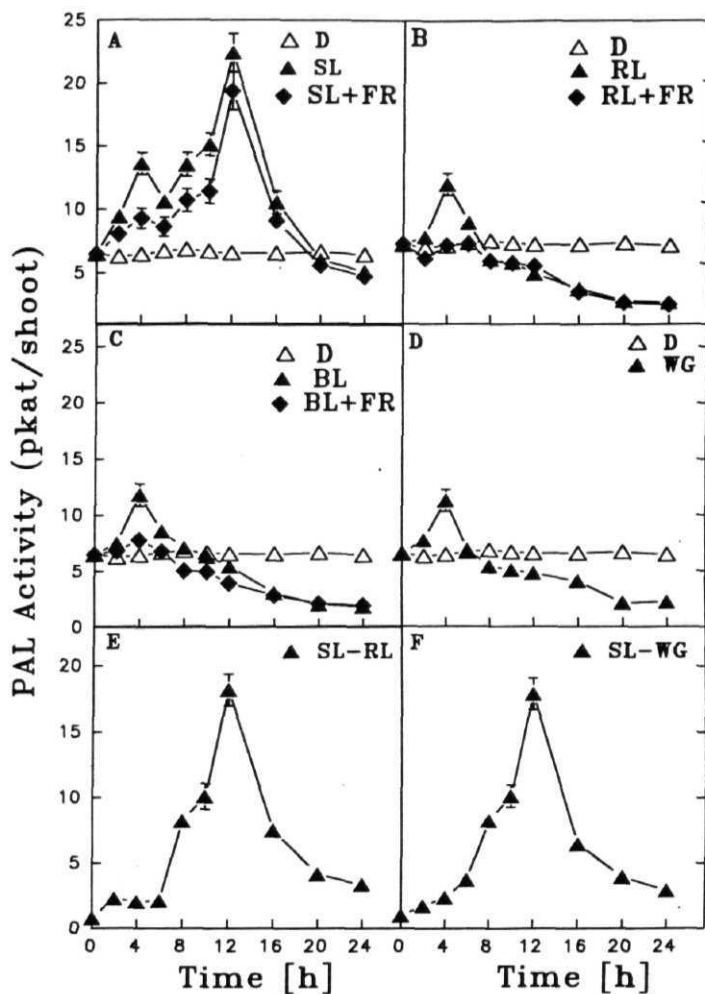 PAL Activity (pkat/shoot)
A
D
SL
SL+FR
25
20
15
10
5
B
D
RL
RL+FR
C
D
BL
BL+FR
25
20
15
10
5
D
D
WG
E
SL-RL
20
15
10
5
0
F
SL-WG
0 4 8 12 16 20 24
0 4 8 12 16 20 24
Time [h]
Time [h]